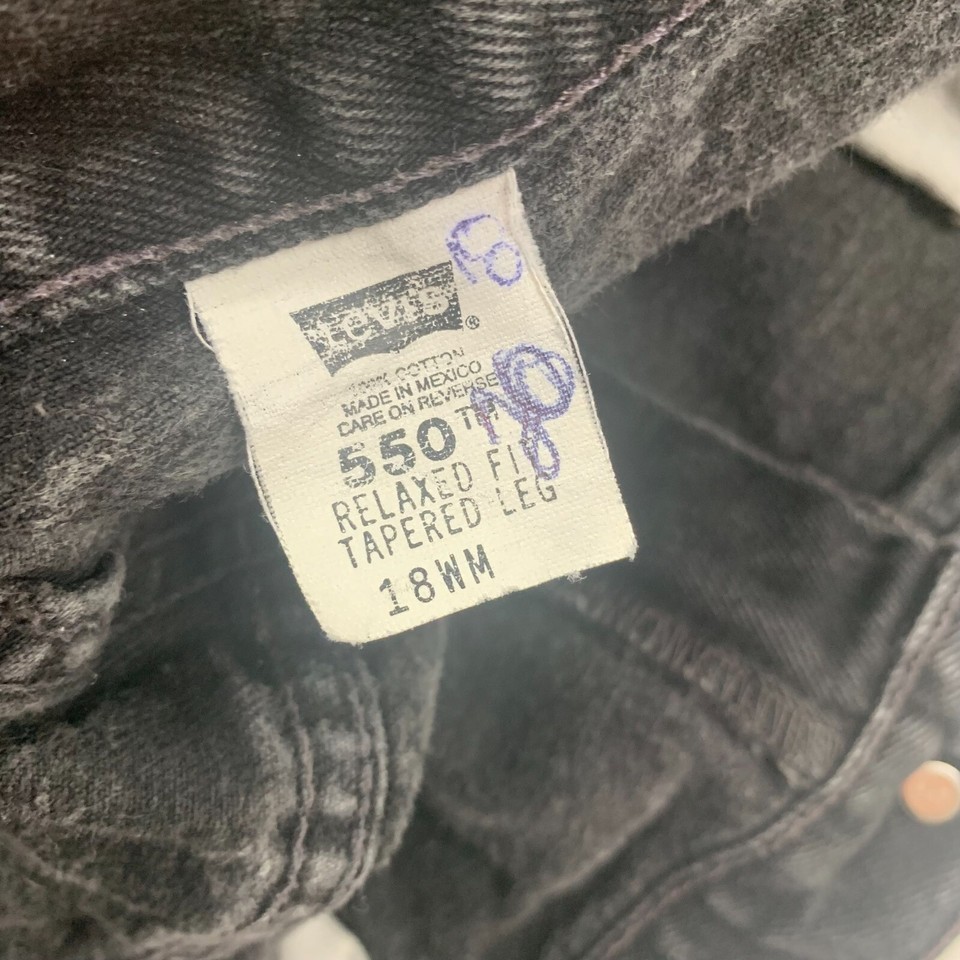 Levi's®
100% COTTON
MADE IN MEXICO
CARE ON REVERSE
550™
RELAXED FIT
TAPERED LEG
18WM